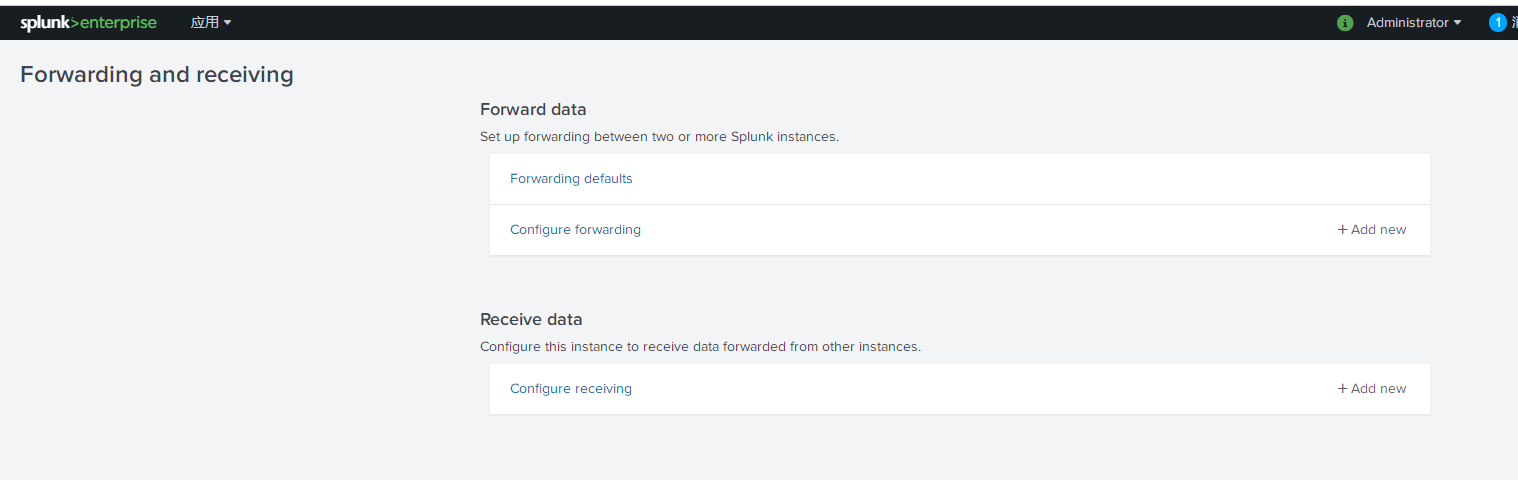 splunk>enterprise 应用 Administrator 1
Forwarding and receiving
Forward data
Set up forwarding between two or more Splunk instances.
Forwarding defaults
Configure forwarding + Add new
Receive data
Configure this instance to receive data forwarded from other instances.
Configure receiving + Add new